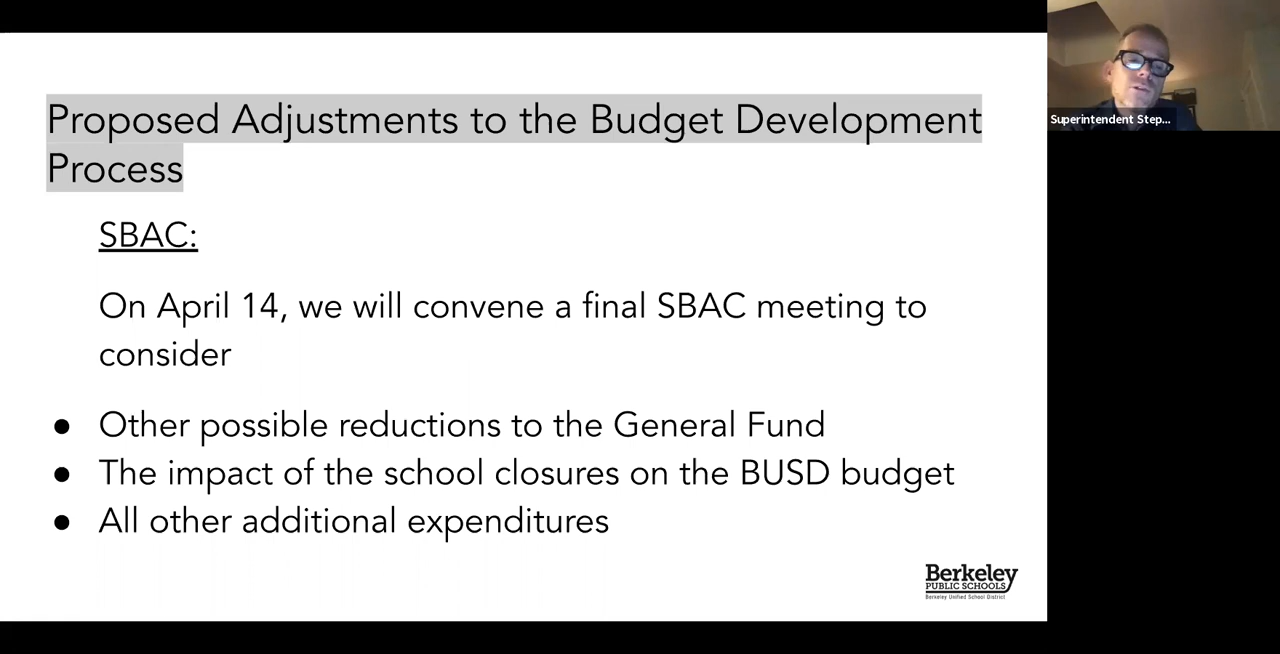 Proposed Adjustments to the Budget Development
Process
SBAC:
On April 14, we will convene a final SBAC meeting to
consider
● Other possible reductions to the General Fund
● The impact of the school closures on the BUSD budget
● All other additional expenditures
Berkeley
PUBLIC SCHOOLS
Berkeley Unified School District
Superintendent Step...